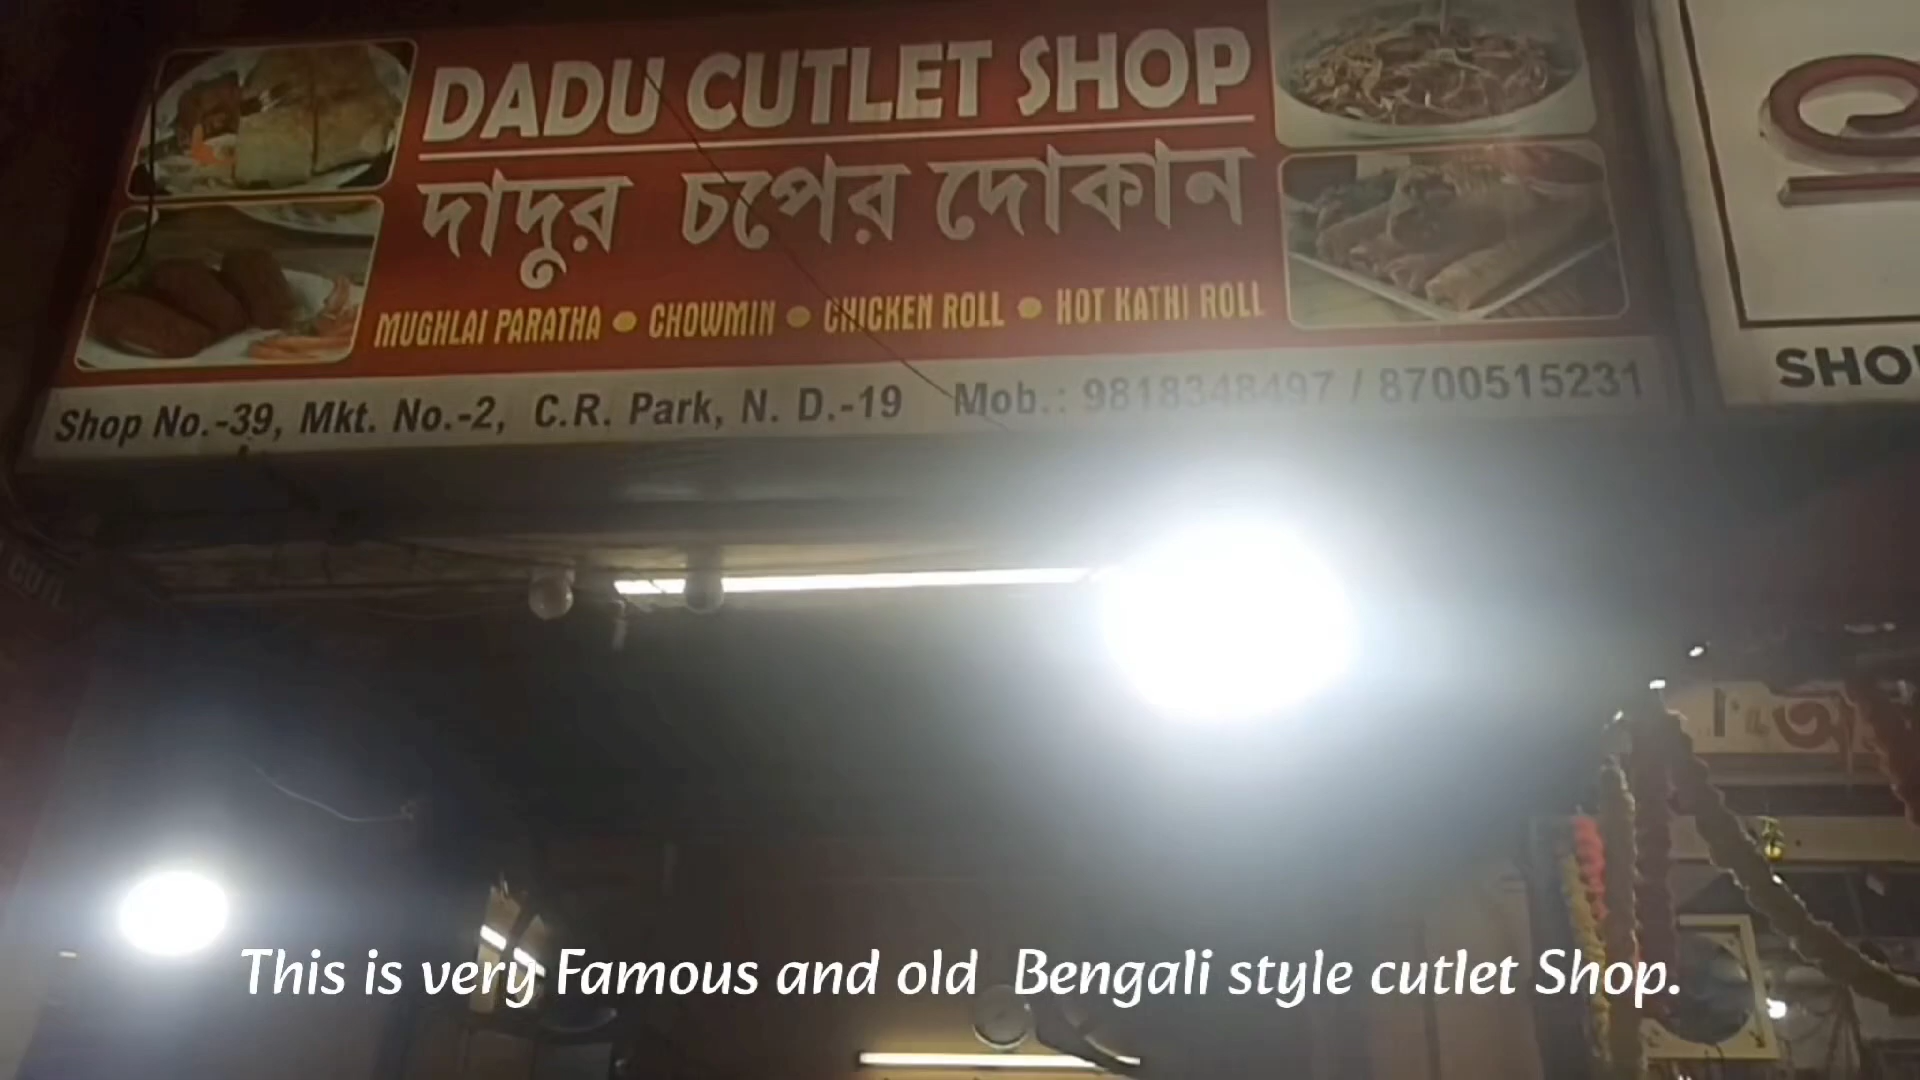 DADU CUTLET SHOP
দাদুর চপের দোকান
MUGHLAI PARATHA • CHOWMIN • CHICKEN ROLL • HOT KATHI ROLL
Shop No.-39, Mkt. No.-2, C.R. Park, N. D.-19 Mob.: 9818348497 / 8700515231
This is very Famous and old Bengali style cutlet Shop.